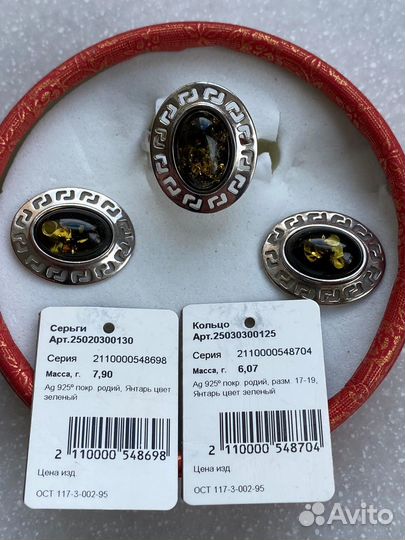 Серьги
Арт.25020300130
Серия 2110000548698
Масса, г 7,90
Ag 925º покр. родий, Янтарь цвет
зеленый
2 110000 548698
Цена изд
ОСТ 117-3-002-95
Кольцо
Арт.25030300125
Серия 2110000548704
Масса, г 6,07
Ag 925º покр. родий, разм. 17-19,
Янтарь цвет зеленый
2 110000 548704
Цена изд
ОСТ 117-3-002-95
Avito